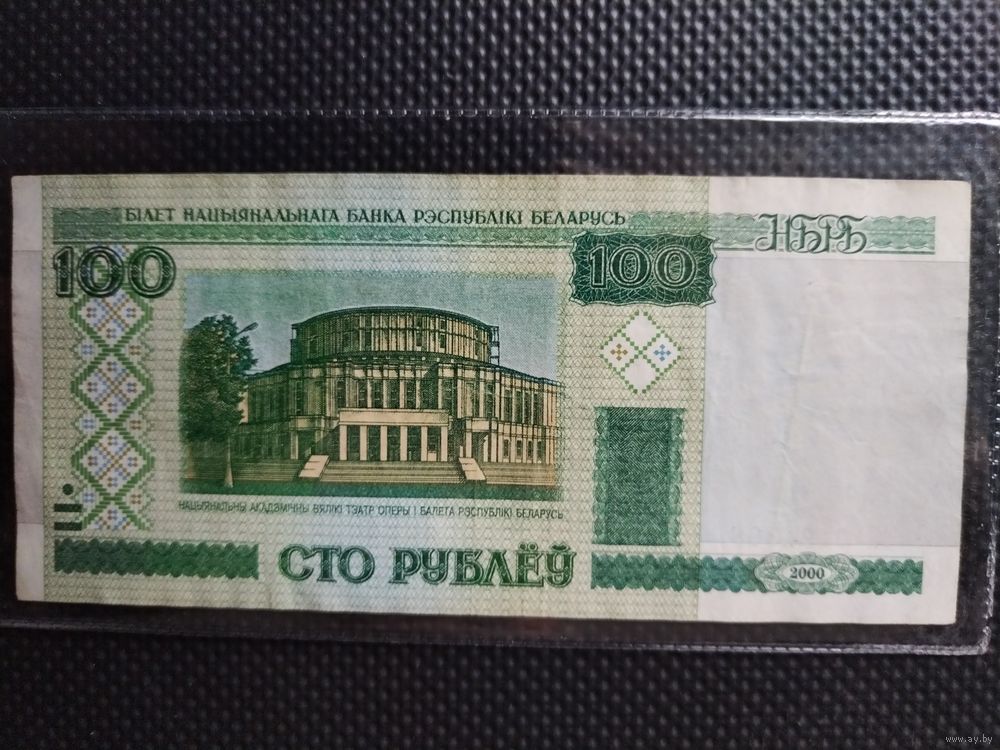 БІЛЕТ НАЦЫЯНАЛЬНАГА БАНКА РЭСПУБЛІКІ БЕЛАРУСЬ
НБРБ
100
100
НАЦЫЯНАЛЬНЫ АКАДЭМІЧНЫ ВЯЛІКІ ТЭАТР ОПЕРЫ І БАЛЕТА РЭСПУБЛІКІ БЕЛАРУСЬ
СТО РУБЛЁЎ
2000
www.ay.by